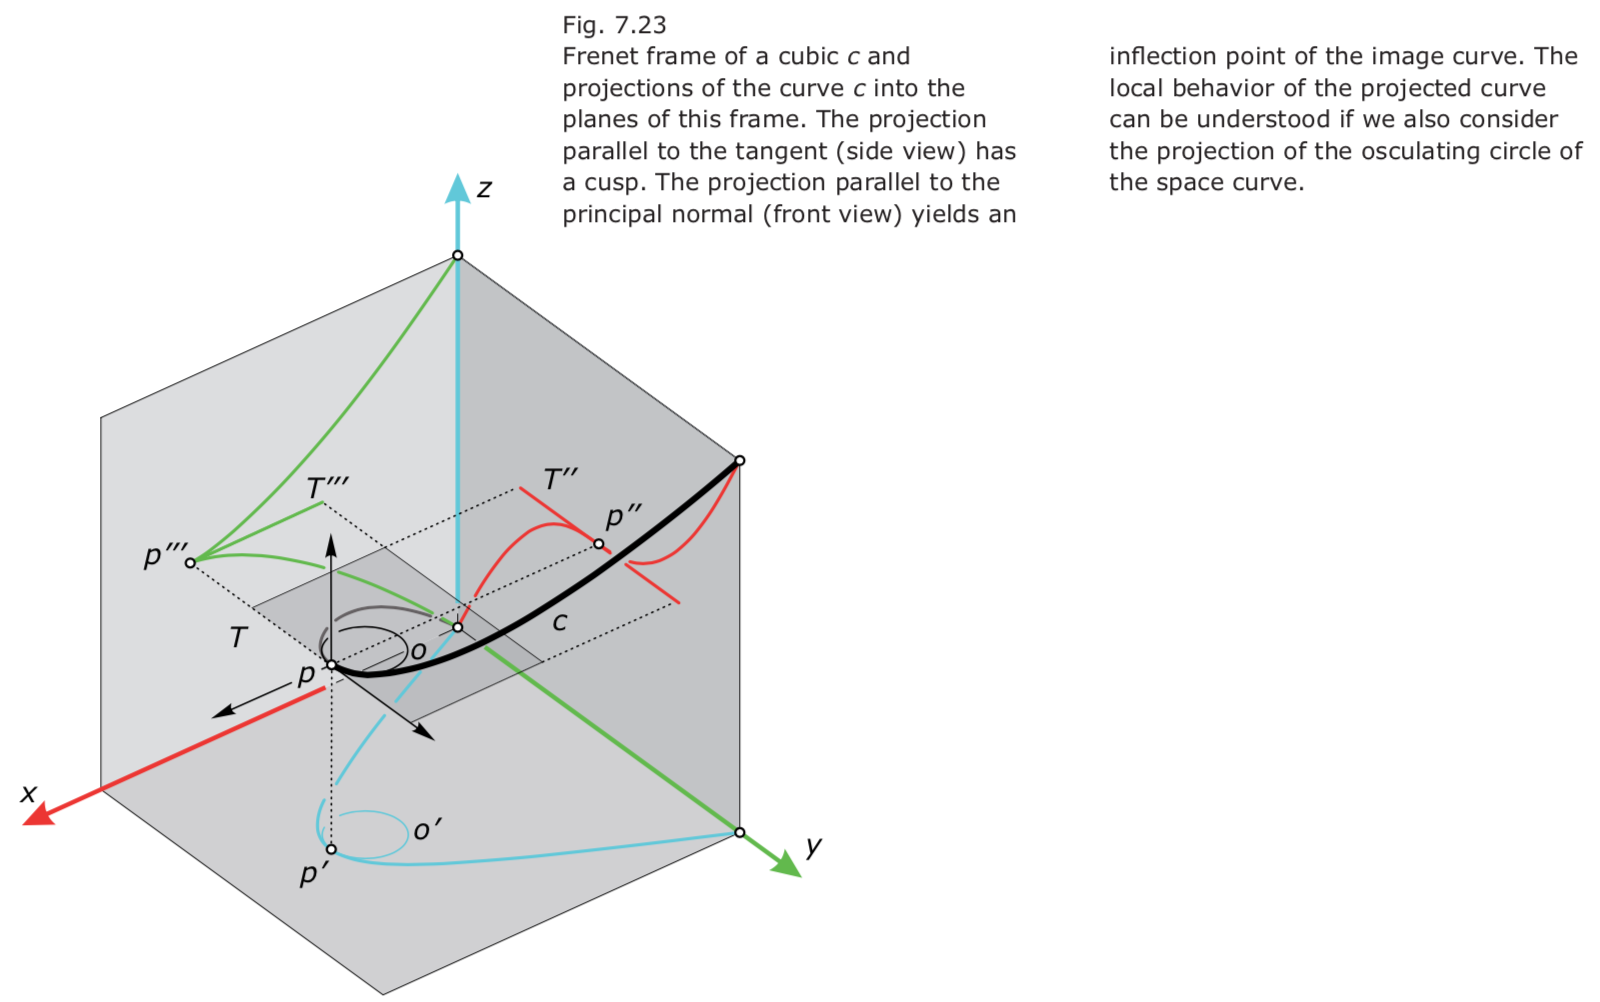 Fig. 7.23
Frenet frame of a cubic c and
projections of the curve c into the
planes of this frame. The projection
parallel to the tangent (side view) has
a cusp. The projection parallel to the
principal normal (front view) yields an
inflection point of the image curve. The
local behavior of the projected curve
can be understood if we also consider
the projection of the osculating circle of
the space curve.
z
T′′′
T′′
p′′
p′′′
T
c
o
p
x
o′
p′
y